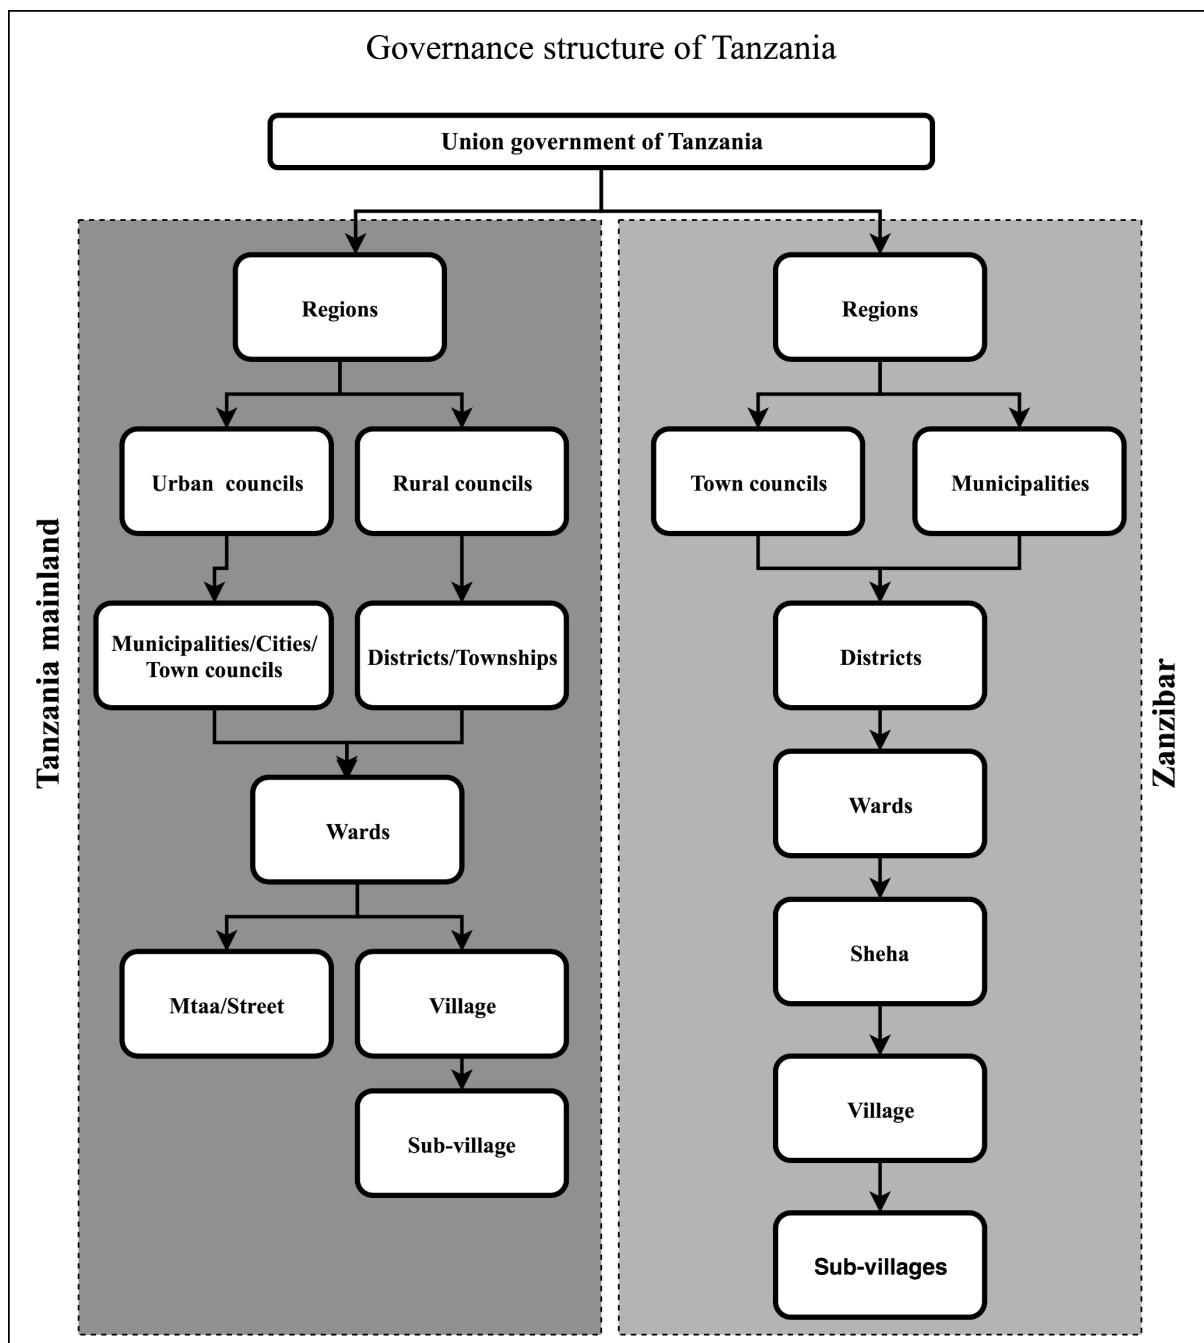 Governance structure of Tanzania
Union government of Tanzania
Tanzania mainland
Regions
Urban councils
Rural councils
Municipalities/Cities/
Town councils
Districts/Townships
Wards
Mtaa/Street
Village
Sub-village
Zanzibar
Regions
Town councils
Municipalities
Districts
Wards
Sheha
Village
Sub-villages